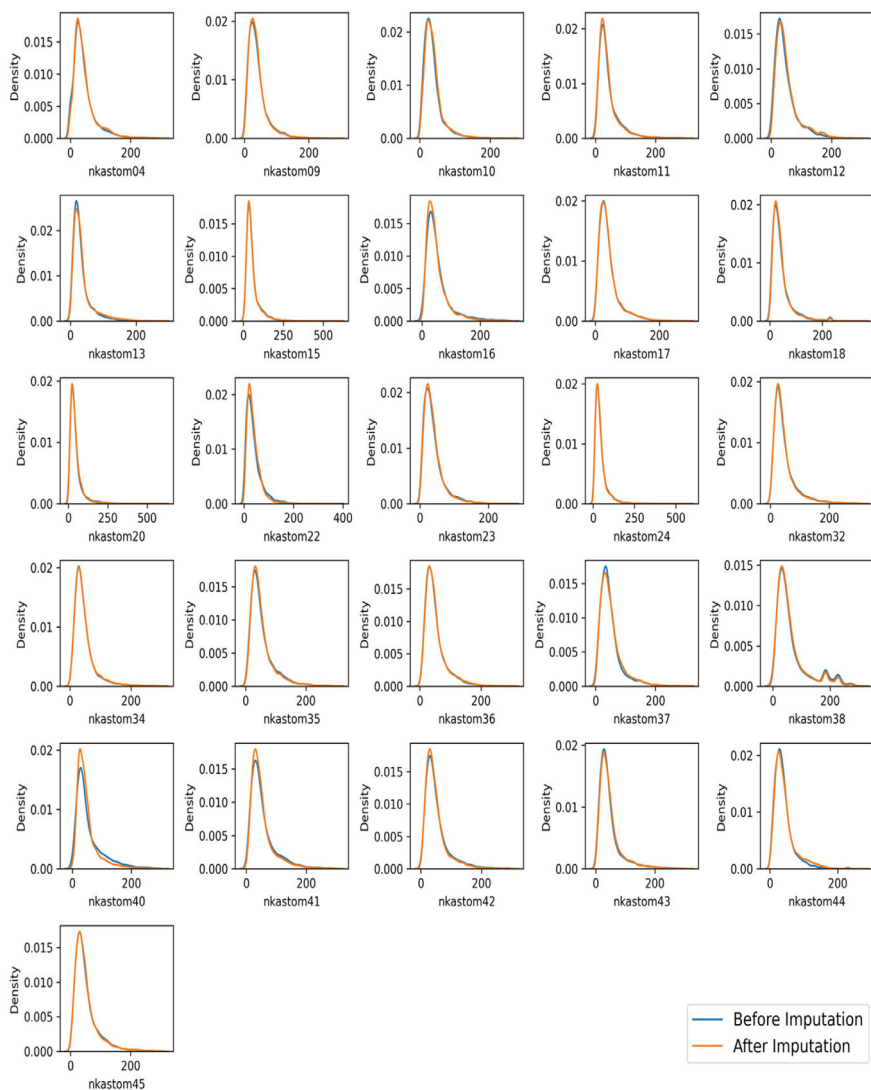 Density
0.015
0.010
0.005
0.000
0
200
nkastom04
Density
0.02
0.01
0.00
0
200
nkastom09
Density
0.02
0.01
0.00
0
200
nkastom10
Density
0.02
0.01
0.00
0
200
nkastom11
Density
0.015
0.010
0.005
0.000
0
200
nkastom12
Density
0.02
0.01
0.00
0
200
nkastom13
Density
0.015
0.010
0.005
0.000
0
250
500
nkastom15
Density
0.015
0.010
0.005
0.000
0
200
nkastom16
Density
0.02
0.01
0.00
0
200
nkastom17
Density
0.02
0.01
0.00
0
200
nkastom18
Density
0.02
0.01
0.00
0
250
500
nkastom20
Density
0.02
0.01
0.00
0
200
400
nkastom22
Density
0.02
0.01
0.00
0
200
nkastom23
Density
0.02
0.01
0.00
0
250
500
nkastom24
Density
0.02
0.01
0.00
0
200
nkastom32
Density
0.02
0.01
0.00
0
200
nkastom34
Density
0.015
0.010
0.005
0.000
0
200
nkastom35
Density
0.015
0.010
0.005
0.000
0
200
nkastom36
Density
0.015
0.010
0.005
0.000
0
200
nkastom37
Density
0.015
0.010
0.005
0.000
0
200
nkastom38
Density
0.02
0.01
0.00
0
200
nkastom40
Density
0.015
0.010
0.005
0.000
0
200
nkastom41
Density
0.015
0.010
0.005
0.000
0
200
nkastom42
Density
0.02
0.01
0.00
0
200
nkastom43
Density
0.02
0.01
0.00
0
200
nkastom44
Density
0.015
0.010
0.005
0.000
0
200
nkastom45
Before Imputation
After Imputation